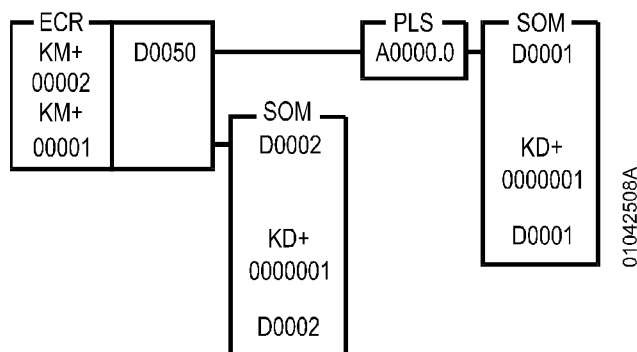 ECR
KM+
00002
KM+
00001
D0050
PLS
A0000.0
SOM
D0001
KD+
0000001
D0001
SOM
D0002
KD+
0000001
D0002
01042508A